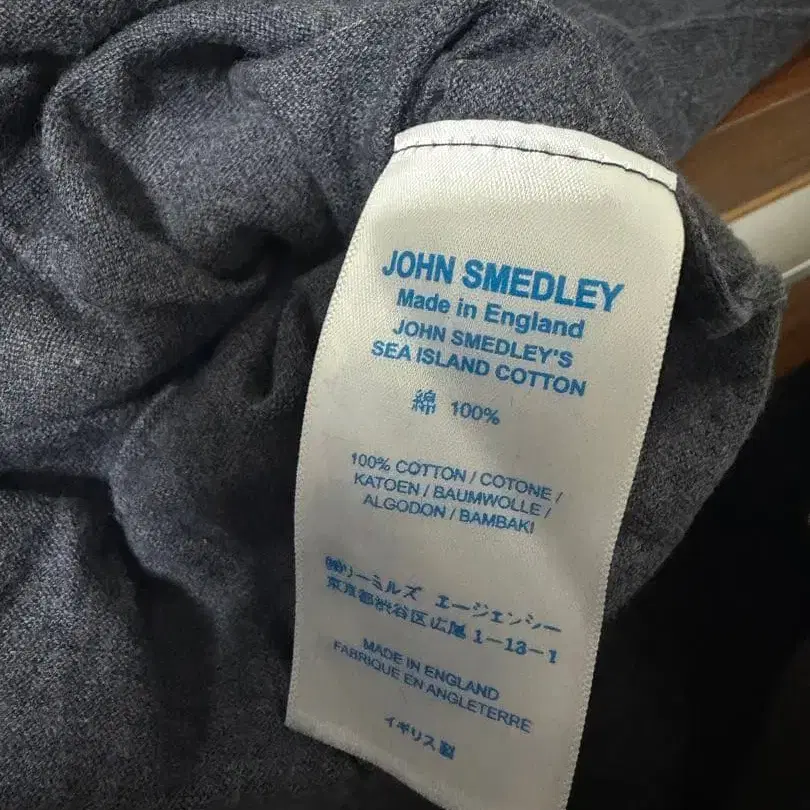 JOHN SMEDLEY
Made in England
JOHN SMEDLEY'S
SEA ISLAND COTTON
綿 100%
100% COTTON / COTONE /
KATOEN / BAUMWOLLE /
ALGODON / BAMBAKI
㈱リーミルズ エージェンシー
東京都渋谷区広尾 1-13-1
MADE IN ENGLAND
FABRIQUE EN ANGLETERRE
イギリス製